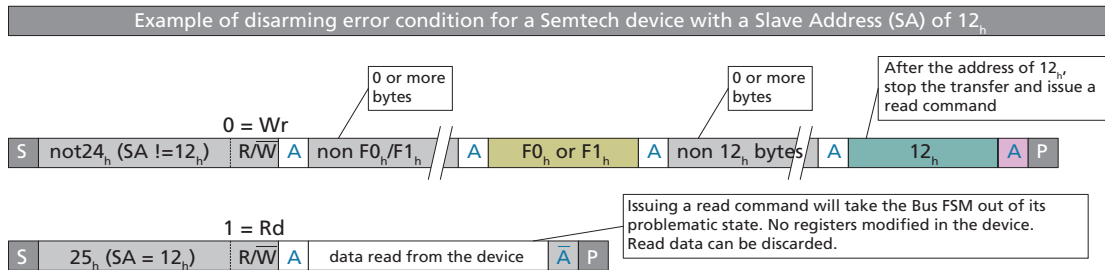 Example of disarming error condition for a Semtech device with a Slave Address (SA) of 12h
0 or more
bytes
0 or more
bytes
After the address of 12h,
stop the transfer and issue a
read command
0 = Wr
S not24h (SA !=12h) R/W̅ A non F0h/F1h A F0h or F1h A non 12h bytes A 12h A P
Issuing a read command will take the Bus FSM out of its
problematic state. No registers modified in the device.
Read data can be discarded.
1 = Rd
S 25h (SA = 12h) R/W̅ A data read from the device A̅ P